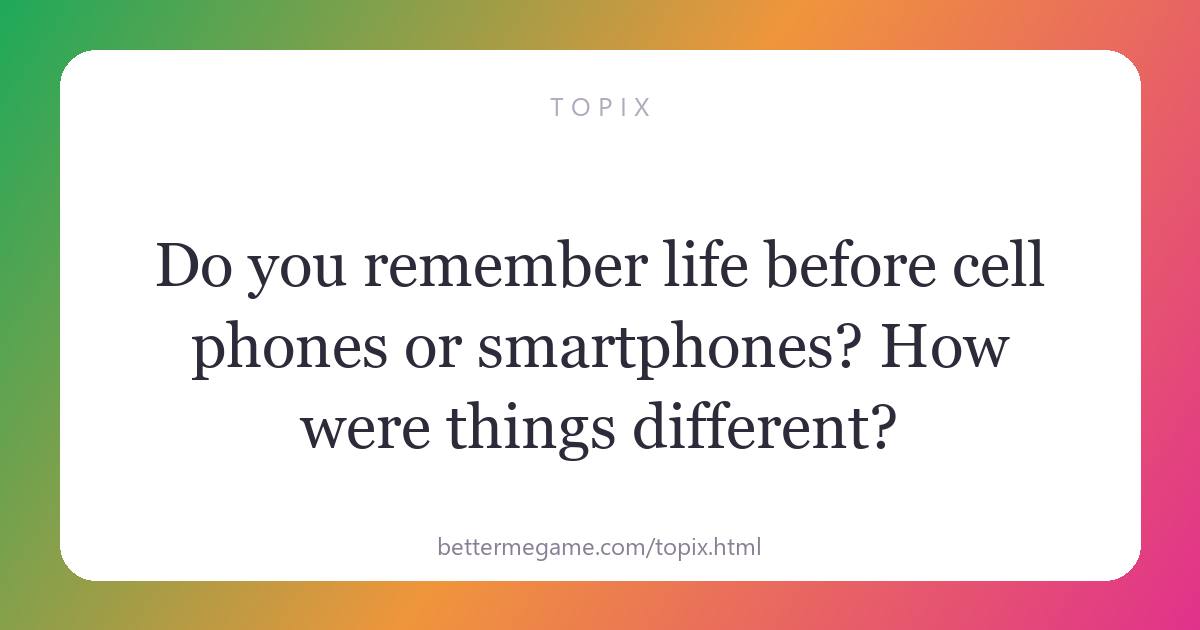 TOPIX
Do you remember life before cell
phones or smartphones? How
were things different?
bettermegame.com/topix.html